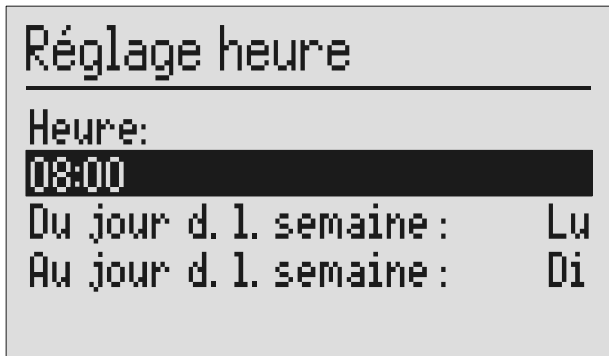 Réglage heure
Heure:
08:00
Du jour d. l. semaine : Lu
Au jour d. l. semaine : Di